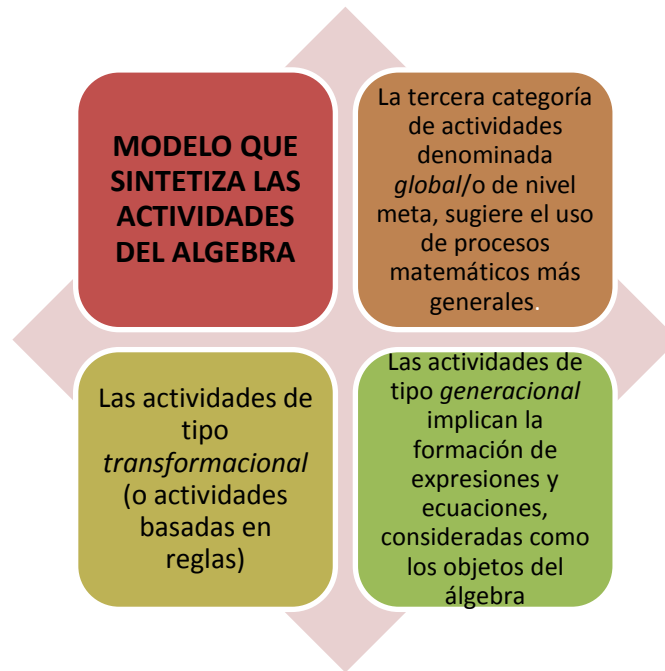 MODELO QUE
SINTETIZA LAS
ACTIVIDADES
DEL ALGEBRA
La tercera categoría
de actividades
denominada
global/o de nivel
meta, sugiere el uso
de procesos
matemáticos más
generales.
Las actividades de
tipo
transformacional
(o actividades
basadas en
reglas)
Las actividades de
tipo generacional
implican la
formación de
expresiones y
ecuaciones,
consideradas como
los objetos del
álgebra